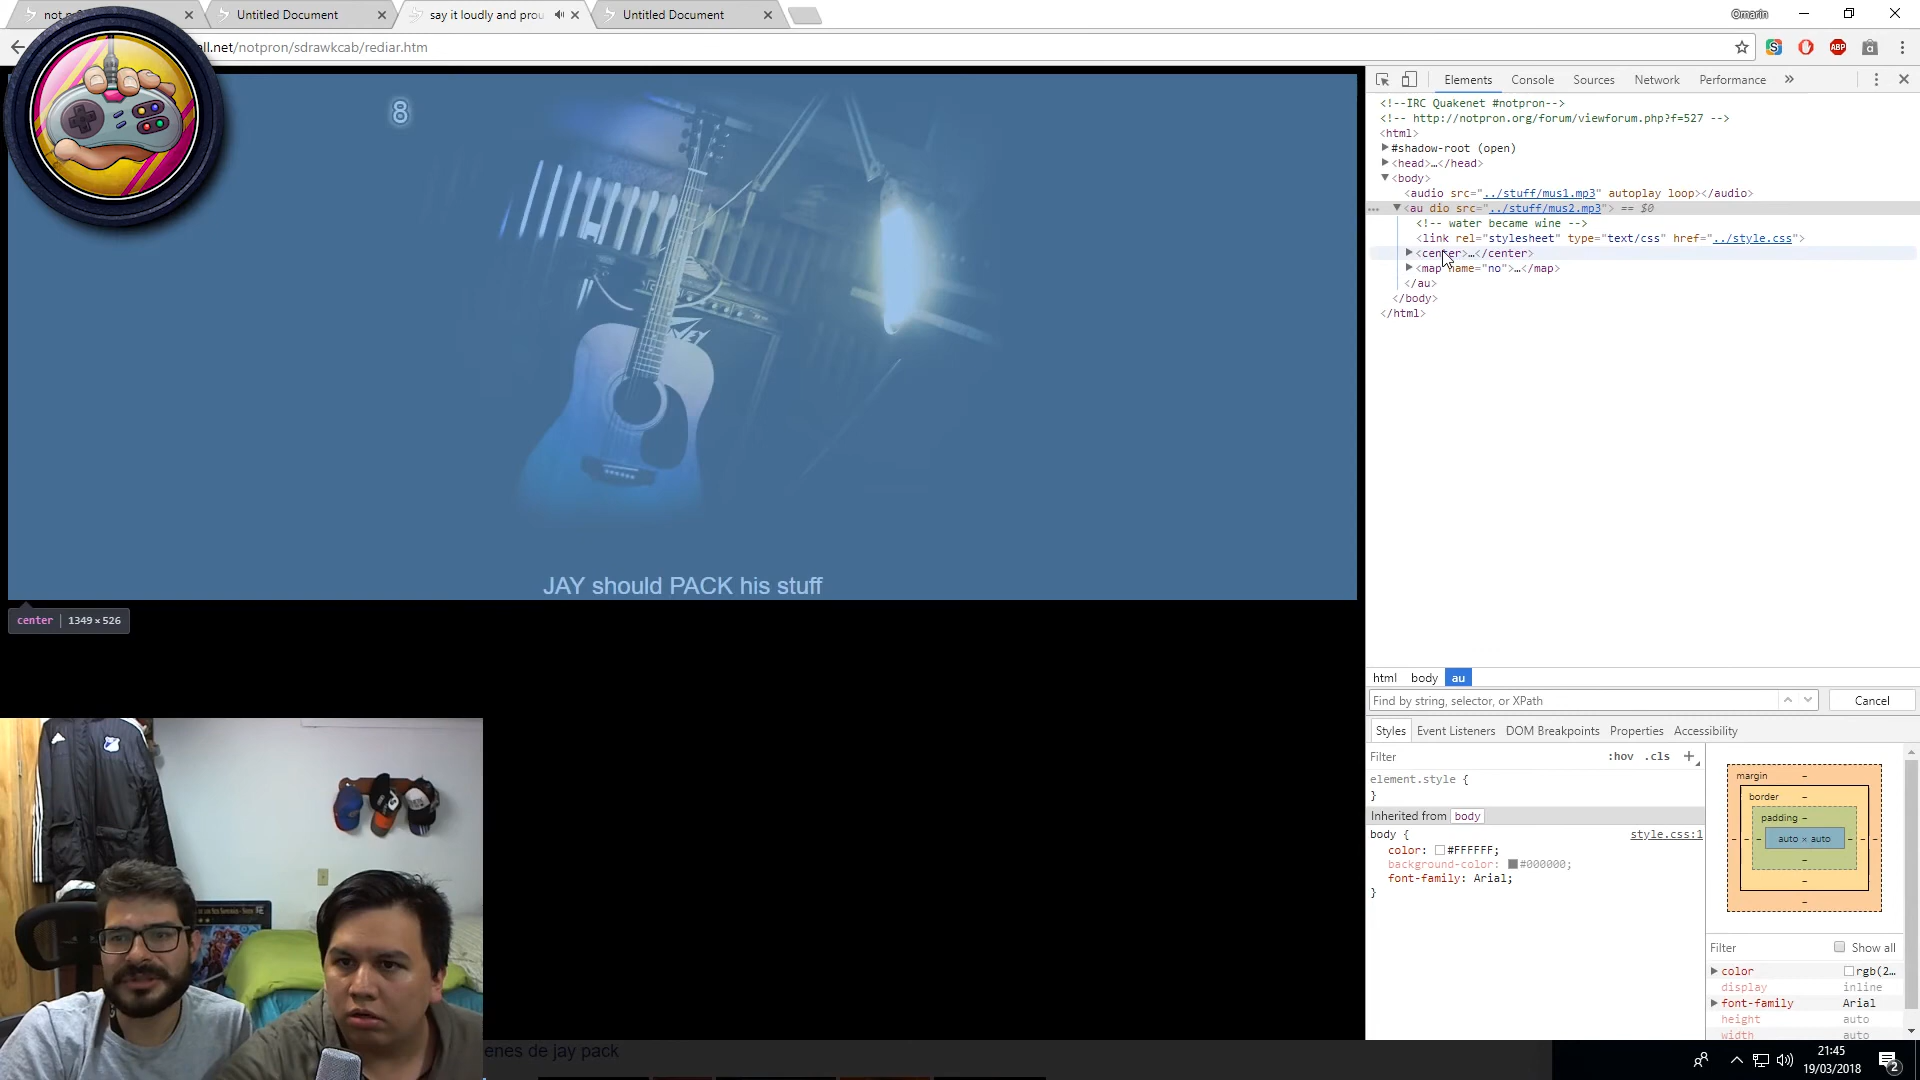 Untitled Document
say it loudly and prou
Untitled Document
Omarin
all.net/notpron/sdrawkcab/rediar.htm
ABP
8
JAY should PACK his stuff
center 1349 × 526
Elements Console Sources Network Performance »
<!--IRC Quakenet #notpron-->
<!-- http://notpron.org/forum/viewforum.php?f=527 -->
<html>
#shadow-root (open)
<head>…</head>
<body>
<audio src="../stuff/mus1.mp3" autoplay loop></audio>
<au dio src="../stuff/mus2.mp3"> == $0
<!-- water became wine -->
<link rel="stylesheet" type="text/css" href="../style.css">
<center>…</center>
<map name="no">…</map>
</au>
</body>
</html>
html body au
Find by string, selector, or XPath
Cancel
Styles Event Listeners DOM Breakpoints Properties Accessibility
Filter :hov .cls +
element.style {
}
Inherited from body
body { style.css:1
color: #FFFFFF;
background-color: #000000;
font-family: Arial;
}
margin –
border –
padding –
– – – auto × auto – – –
–
–
–
Filter Show all
color rgb(2…
display inline
font-family Arial
height auto
width auto
enes de jay pack
21:45
19/03/2018
2